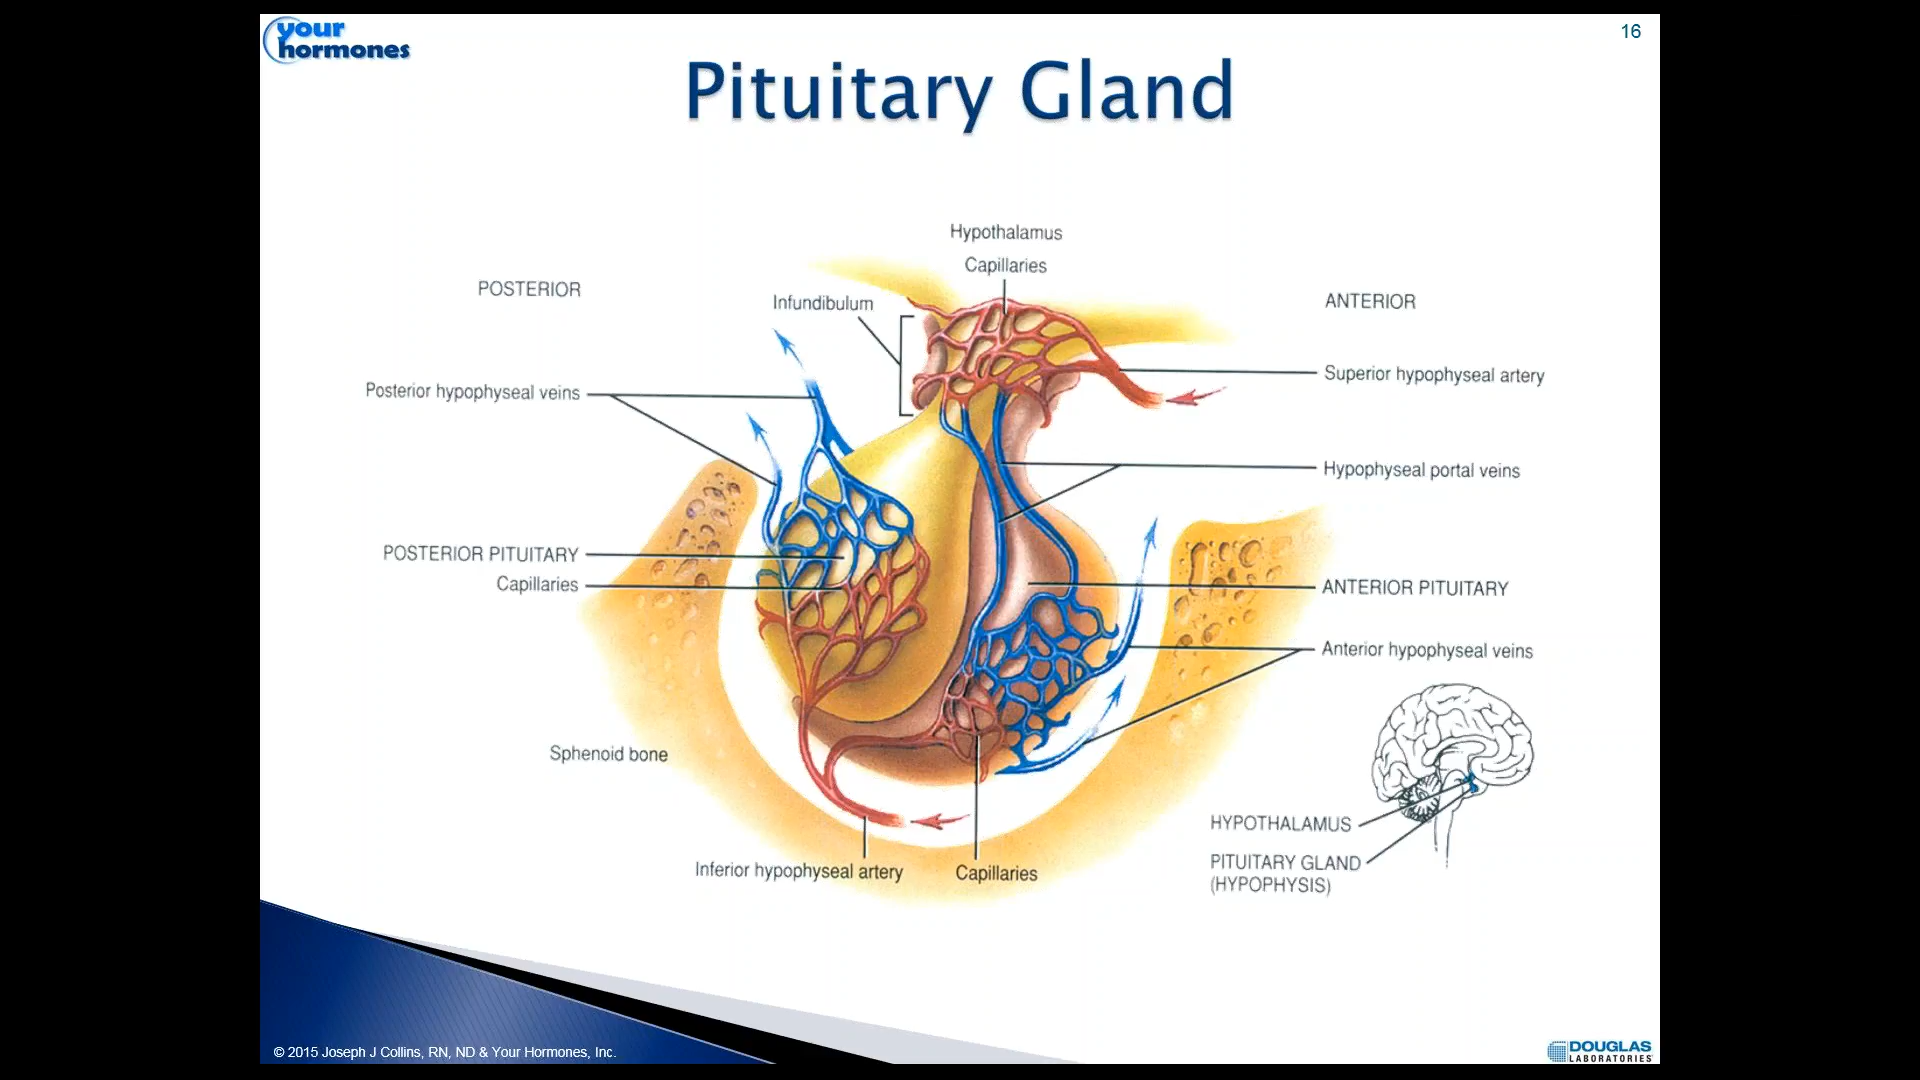 your
hormones
16
Pituitary Gland
Hypothalamus
Capillaries
POSTERIOR
Infundibulum
ANTERIOR
Superior hypophyseal artery
Posterior hypophyseal veins
Hypophyseal portal veins
POSTERIOR PITUITARY
Capillaries
ANTERIOR PITUITARY
Anterior hypophyseal veins
Sphenoid bone
HYPOTHALAMUS
PITUITARY GLAND
(HYPOPHYSIS)
Inferior hypophyseal artery
Capillaries
© 2015 Joseph J Collins, RN, ND & Your Hormones, Inc.
DOUGLAS
LABORATORIES